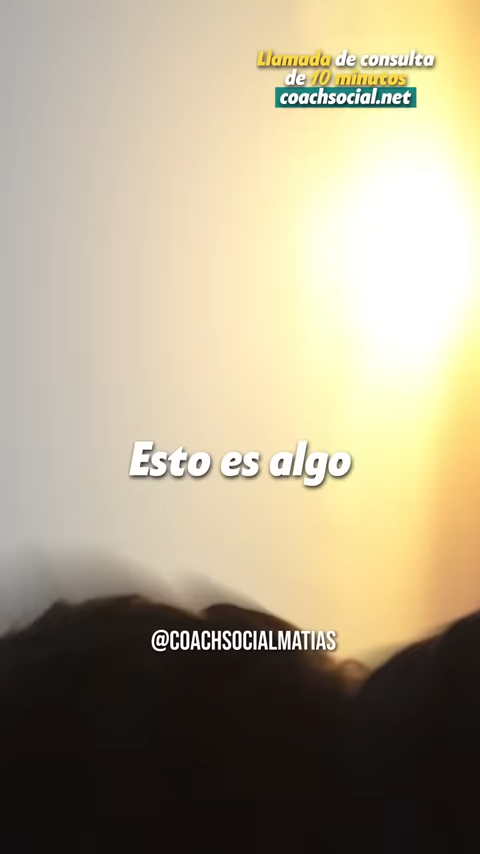 Llamada de consulta
de 10 minutos
coachsocial.net
Esto es algo
@COACHSOCIALMATIAS